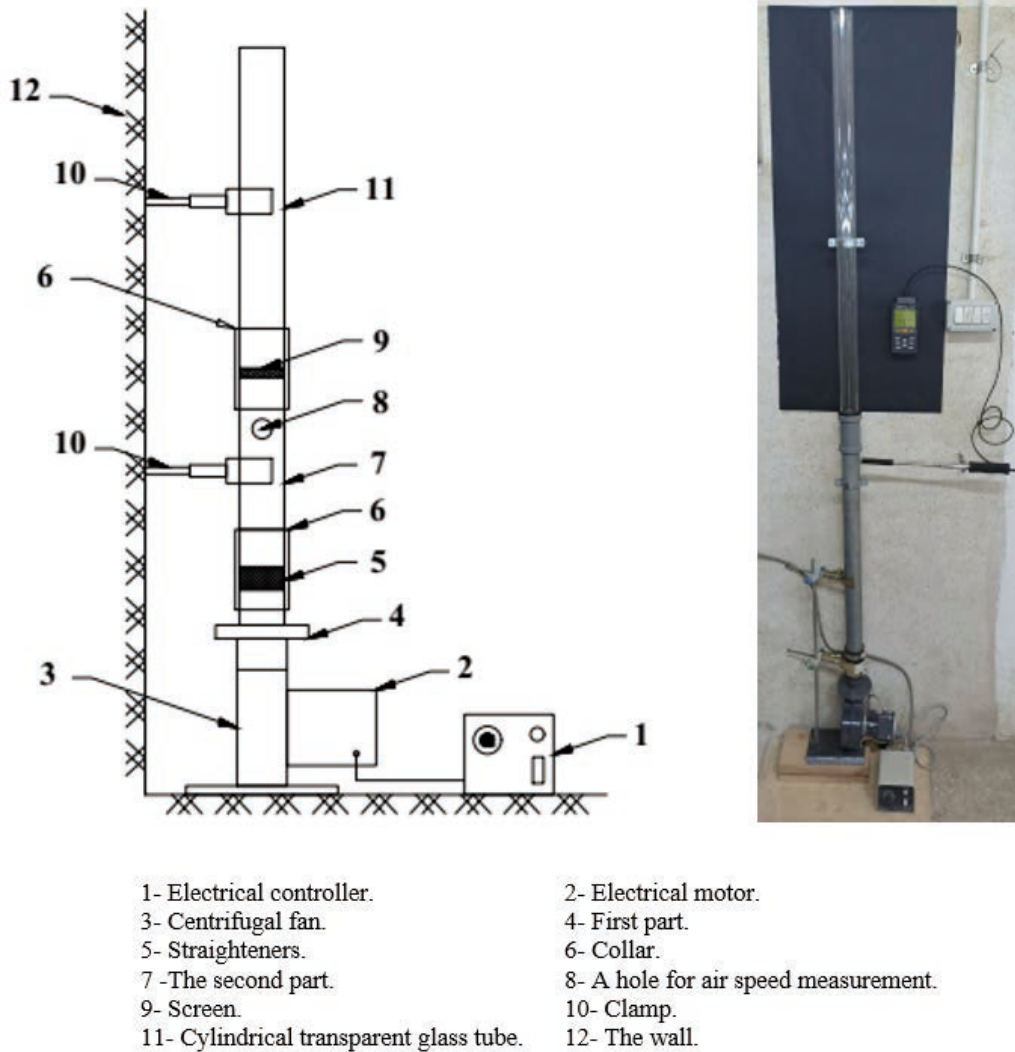 12
10
11
6
9
8
10
7
6
5
4
3
2
1
1- Electrical controller.
2- Electrical motor.
3- Centrifugal fan.
4- First part.
5- Straighteners.
6- Collar.
7 -The second part.
8- A hole for air speed measurement.
9- Screen.
10- Clamp.
11- Cylindrical transparent glass tube.
12- The wall.